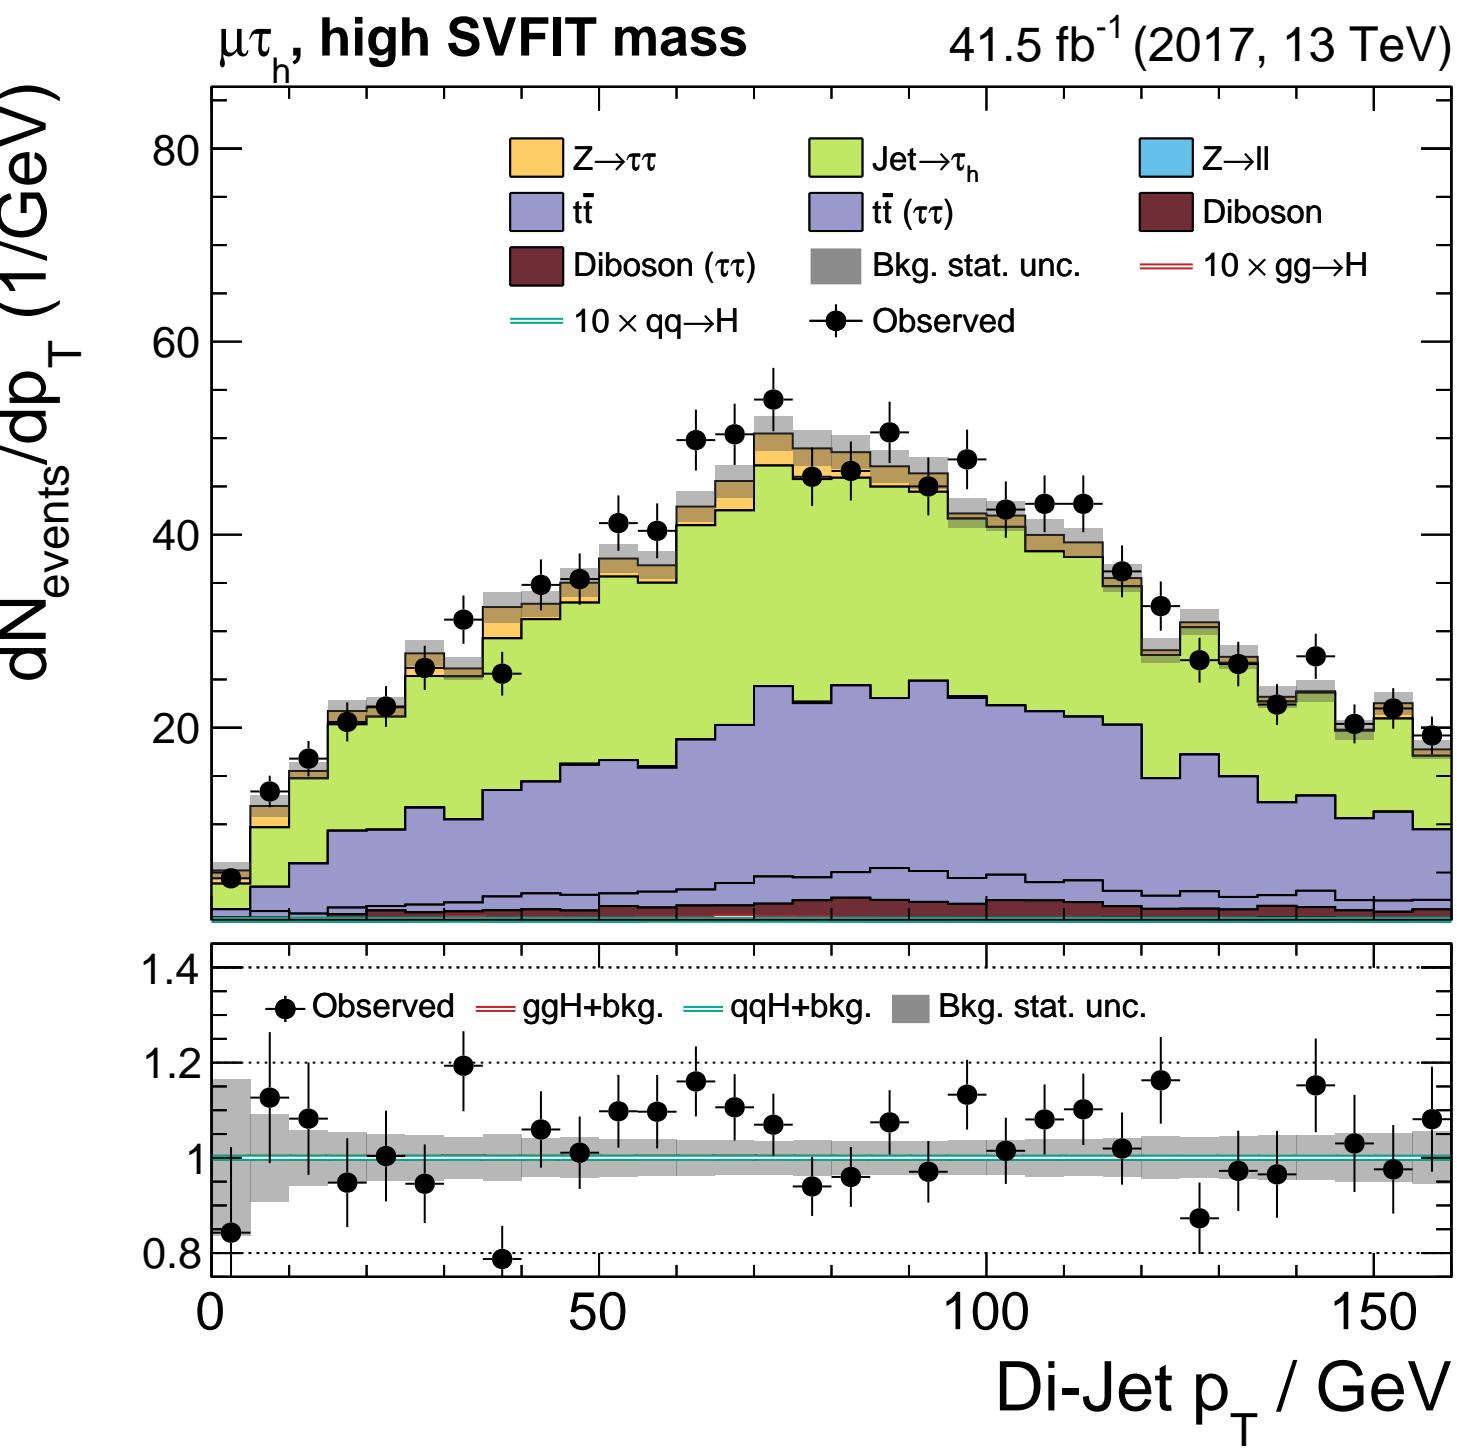 μτh, high SVFIT mass 41.5 fb-1 (2017, 13 TeV)
dNevents/dpT (1/GeV)
80
60
40
20
Z→ττ Jet→τh Z→ll
tt̄ tt̄ (ττ) Diboson
Diboson (ττ) Bkg. stat. unc. 10 × gg→H
10 × qq→H Observed
1.4
1.2
1
0.8
Observed ggH+bkg. qqH+bkg. Bkg. stat. unc.
0 50 100 150
Di-Jet pT / GeV